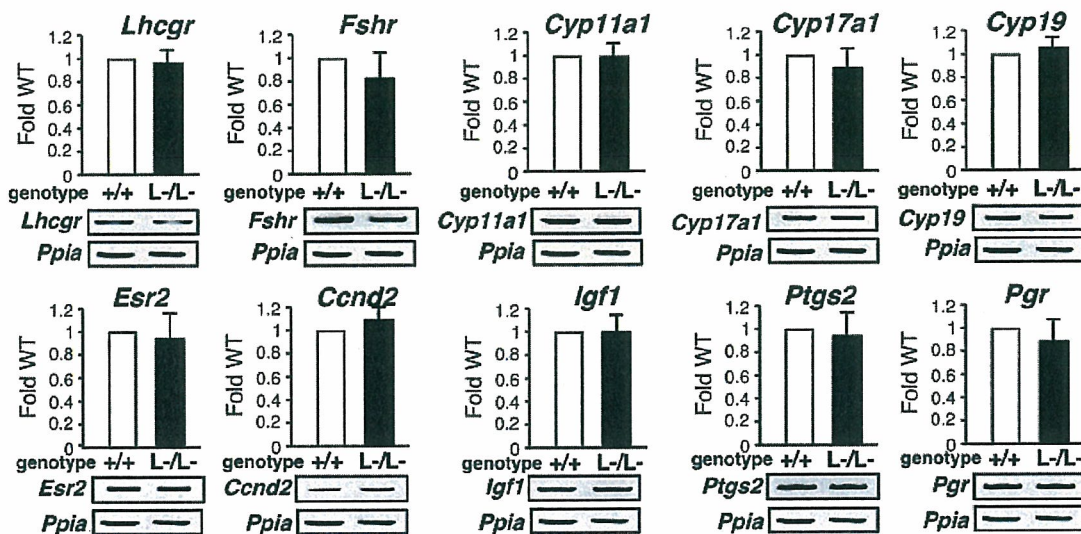 Lhcgr Fshr Cyp11a1 Cyp17a1 Cyp19
1.2 1.2 1.2 1.2 1.2
1 1 1 1 1
0.8 0.8 0.8 0.8 0.8
0.6 0.6 0.6 0.6 0.6
0.4 0.4 0.4 0.4 0.4
0.2 0.2 0.2 0.2 0.2
Fold WT Fold WT Fold WT Fold WT Fold WT
genotype +/+ L-/L- genotype +/+ L-/L- genotype +/+ L-/L- genotype +/+ L-/L- genotype +/+ L-/L-
Lhcgr Fshr Cyp11a1 Cyp17a1 Cyp19
Ppia Ppia Ppia Ppia Ppia
Esr2 Ccnd2 Igf1 Ptgs2 Pgr
1.2 1.2 1.2 1.2 1.2
1 1 1 1 1
0.8 0.8 0.8 0.8 0.8
0.6 0.6 0.6 0.6 0.6
0.4 0.4 0.4 0.4 0.4
0.2 0.2 0.2 0.2 0.2
0 0 0 0 0
Fold WT Fold WT Fold WT Fold WT Fold WT
genotype +/+ L-/L- genotype +/+ L-/L- genotype +/+ L-/L- genotype +/+ L-/L- genotype +/+ L-/L-
Esr2 Ccnd2 Igf1 Ptgs2 Pgr
Ppia Ppia Ppia Ppia Ppia